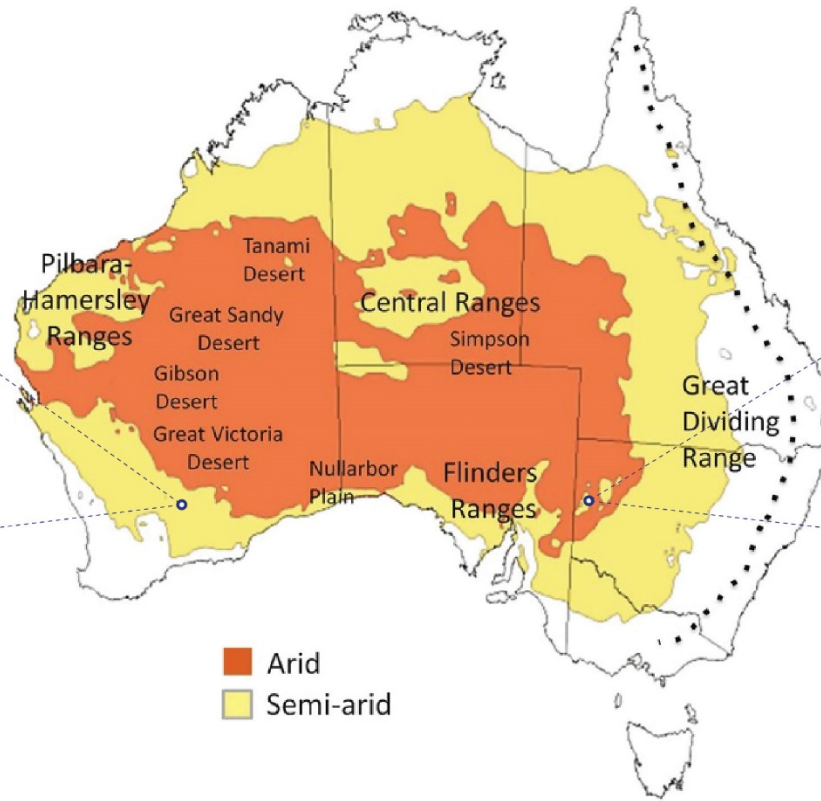 Tanami
Desert
Pilbara-
Hamersley
Ranges
Great Sandy
Desert
Central Ranges
Simpson
Desert
Gibson
Desert
Great
Dividing
Range
Great Victoria
Desert
Nullarbor
Plain
Flinders
Ranges
Arid
Semi-arid